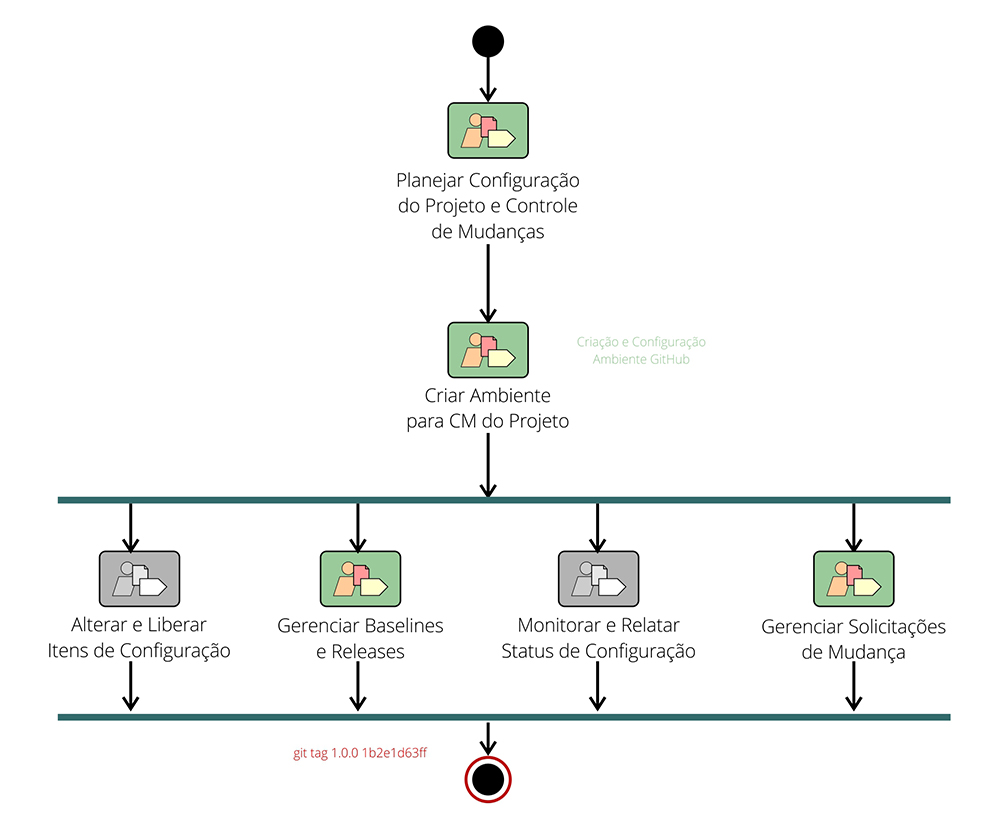 Planejar Configuração
do Projeto e Controle
de Mudanças
Criação e Configuração
Ambiente GitHub
Criar Ambiente
para CM do Projeto
Alterar e Liberar
Itens de Configuração
Gerenciar Baselines
e Releases
Monitorar e Relatar
Status de Configuração
Gerenciar Solicitações
de Mudança
git tag 1.0.0 1b2e1d63ff